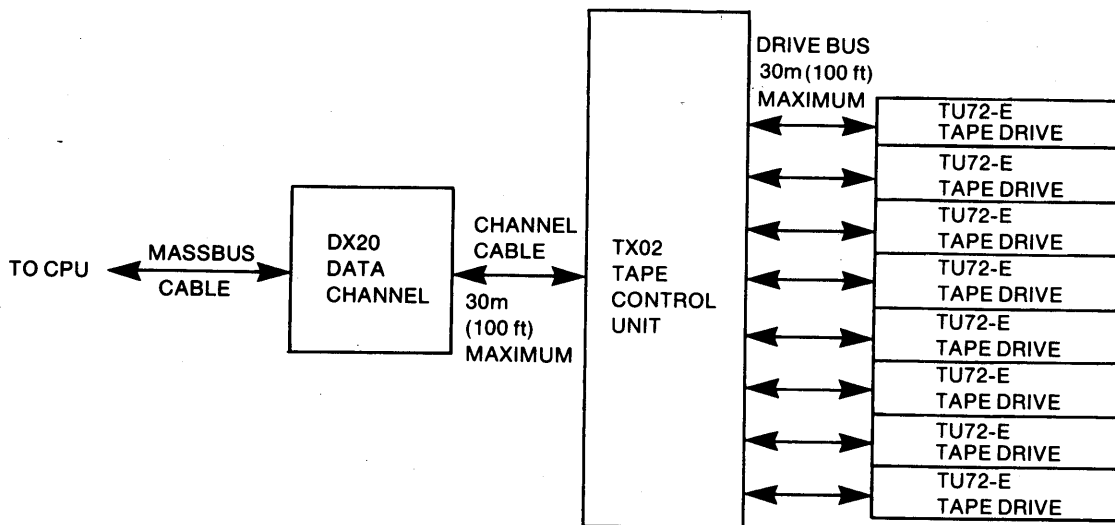 TO CPU
MASSBUS
CABLE
DX20
DATA
CHANNEL
CHANNEL
CABLE
30m
(100 ft)
MAXIMUM
TX02
TAPE
CONTROL
UNIT
DRIVE BUS
30m (100 ft)
MAXIMUM
TU72-E
TAPE DRIVE
TU72-E
TAPE DRIVE
TU72-E
TAPE DRIVE
TU72-E
TAPE DRIVE
TU72-E
TAPE DRIVE
TU72-E
TAPE DRIVE
TU72-E
TAPE DRIVE
TU72-E
TAPE DRIVE